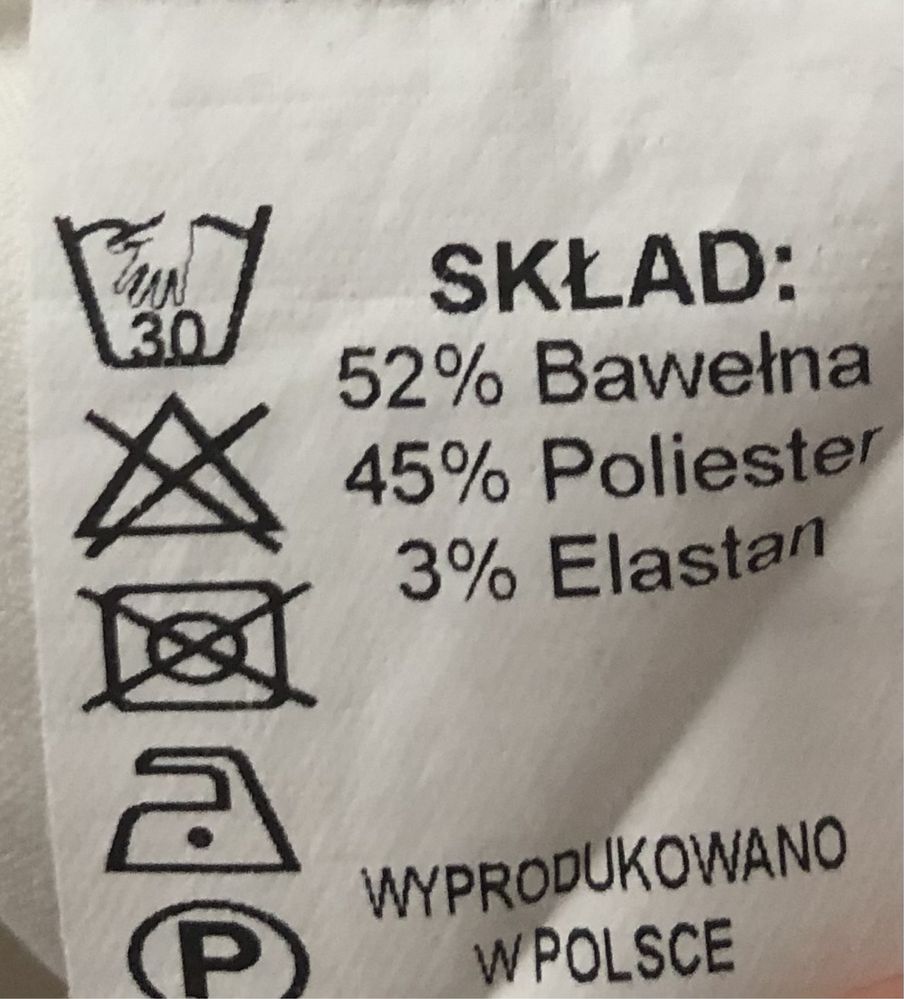 30
SKŁAD:
52% Bawełna
45% Poliester
3% Elastan
WYPRODUKOWANO
W POLSCE
P